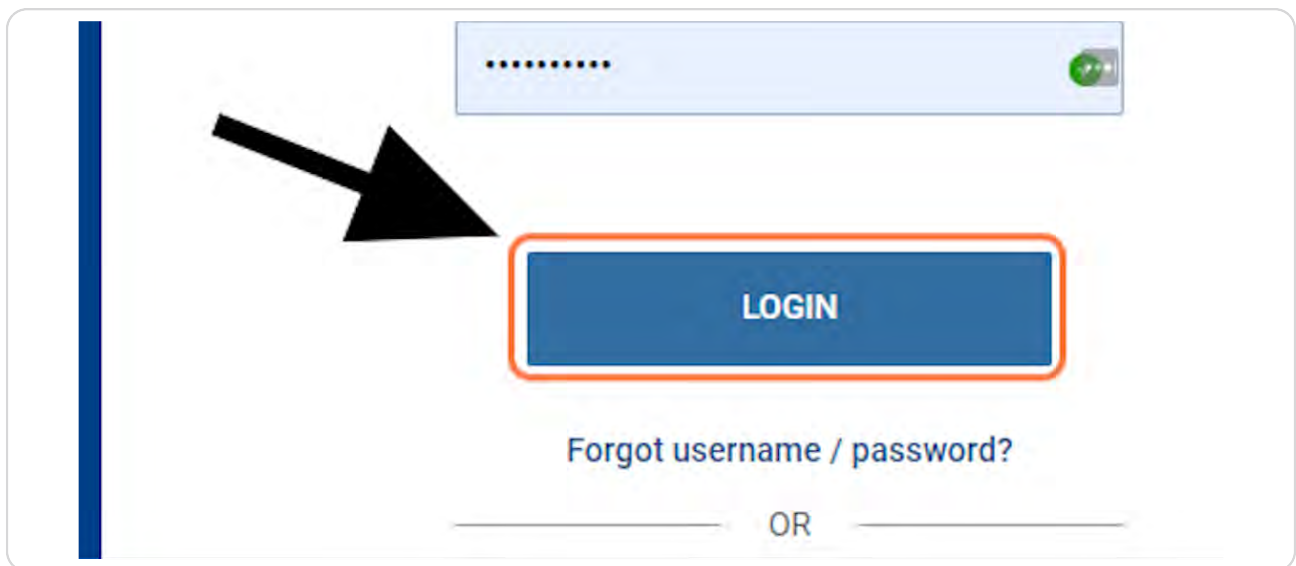 ••••••••••
LOGIN
Forgot username / password?
OR